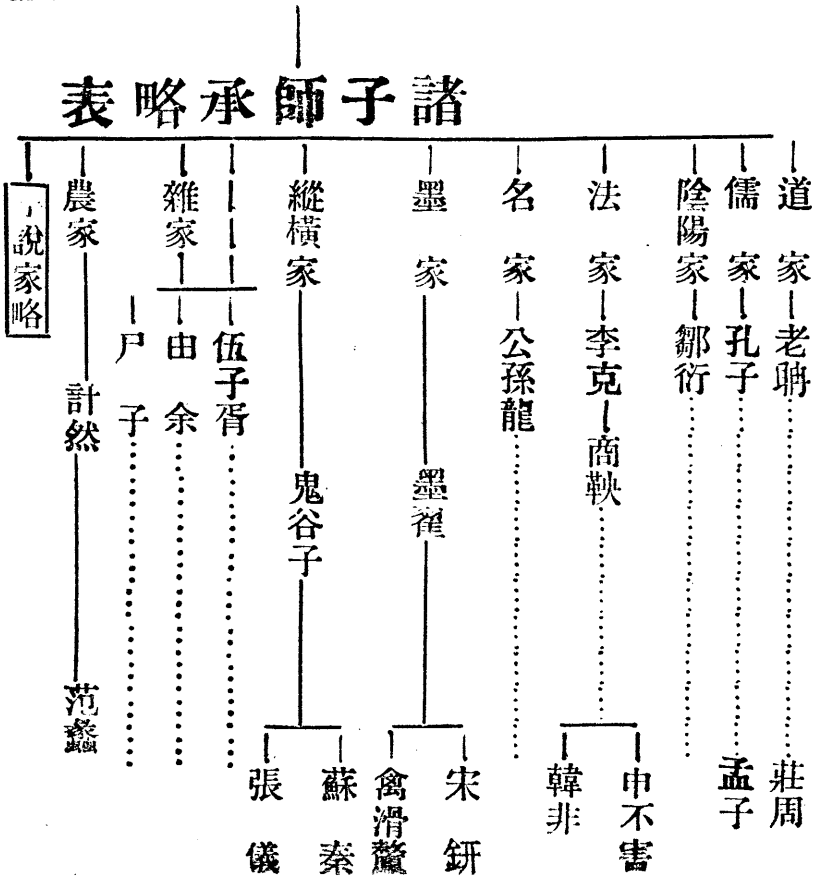 諸子師承略表
道家
老聃
莊周
儒家
孔子
孟子
陰陽家
鄒衍
法家
李克
商鞅
申不害
韓非
名家
公孫龍
墨家
墨翟
宋鈃
禽滑釐
縱橫家
鬼谷子
蘇秦
張儀
雜家
伍子胥
由余
尸子
農家
計然
范蠡
說家略